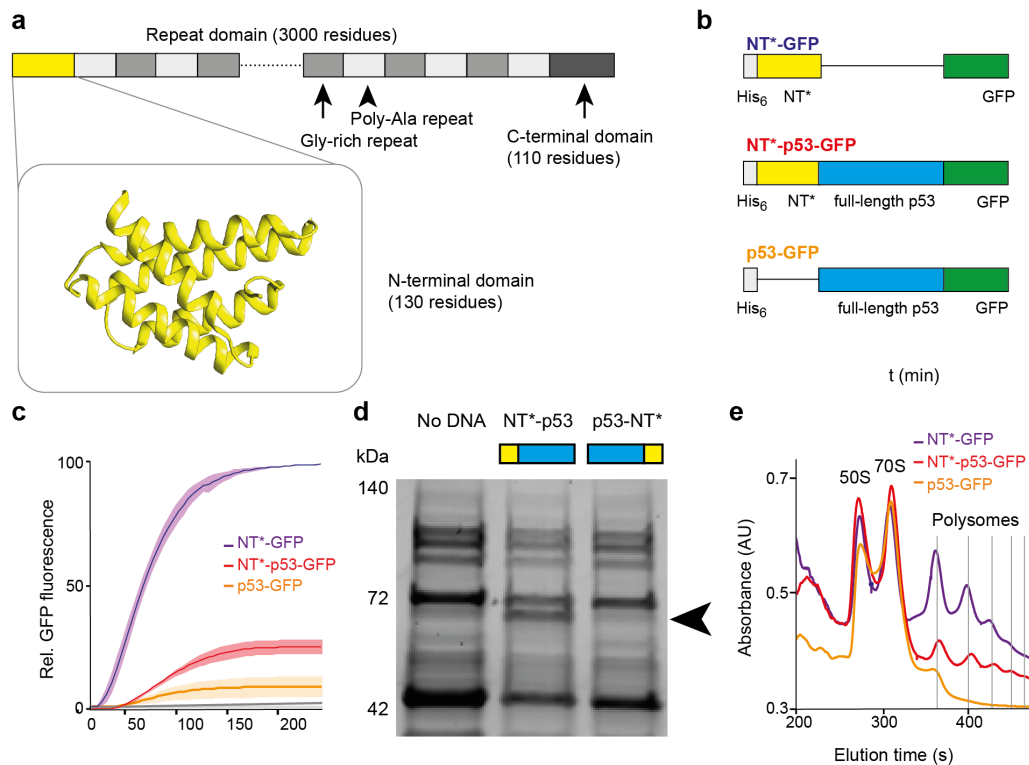 a
Repeat domain (3000 residues)
Poly-Ala repeat
Gly-rich repeat
C-terminal domain
(110 residues)
N-terminal domain
(130 residues)
b
NT*-GFP
His6 NT* GFP
NT*-p53-GFP
His6 NT* full-length p53 GFP
p53-GFP
His6 full-length p53 GFP
t (min)
c
Rel. GFP fluorescence
100
50
0
NT*-GFP
NT*-p53-GFP
p53-GFP
0 50 100 150 200
d
No DNA NT*-p53 p53-NT*
kDa
140
72
42
e
NT*-GFP
NT*-p53-GFP
p53-GFP
50S 70S
Polysomes
Absorbance (AU)
0.7
0.5
0.3
200 300 400
Elution time (s)